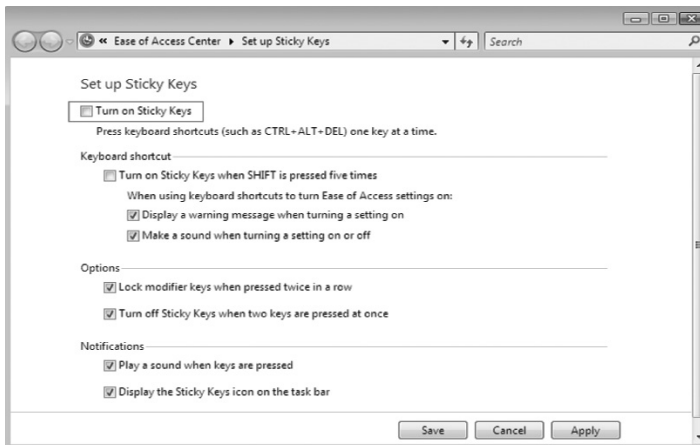 « Ease of Access Center ▸ Set up Sticky Keys Search
Set up Sticky Keys
Turn on Sticky Keys
Press keyboard shortcuts (such as CTRL+ALT+DEL) one key at a time.
Keyboard shortcut
Turn on Sticky Keys when SHIFT is pressed five times
When using keyboard shortcuts to turn Ease of Access settings on:
Display a warning message when turning a setting on
Make a sound when turning a setting on or off
Options
Lock modifier keys when pressed twice in a row
Turn off Sticky Keys when two keys are pressed at once
Notifications
Play a sound when keys are pressed
Display the Sticky Keys icon on the task bar
Save Cancel Apply